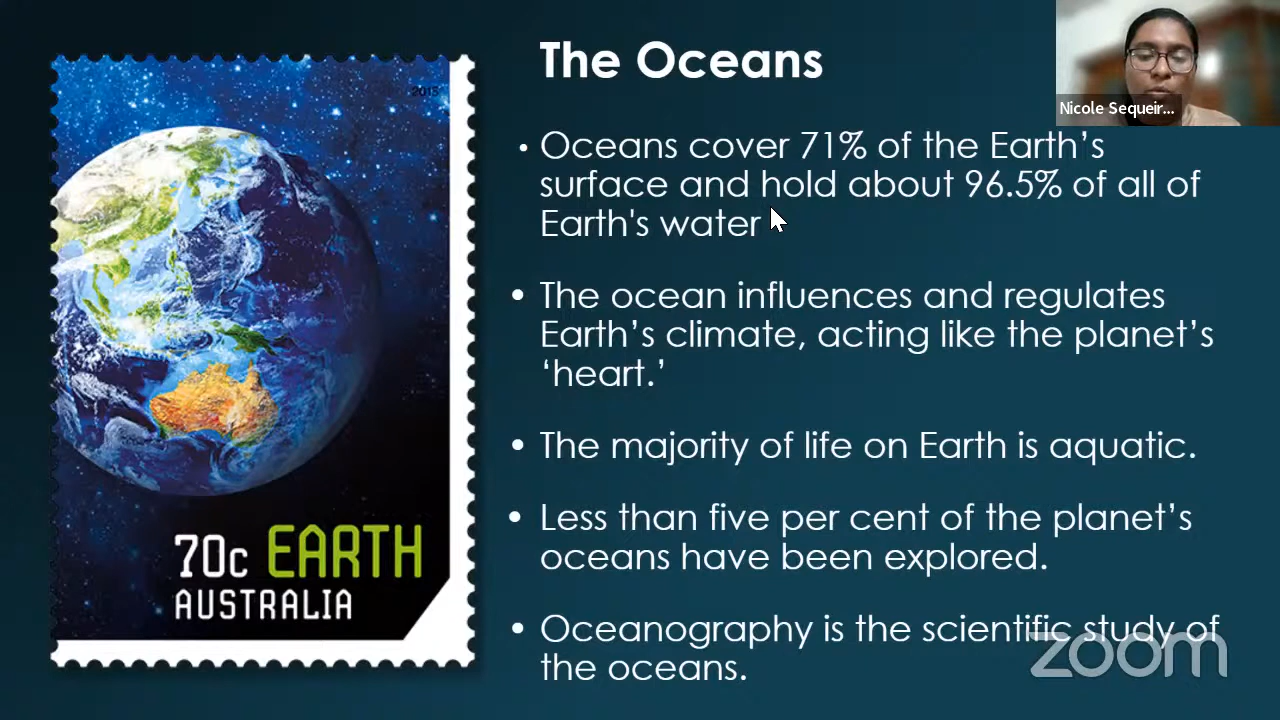 The Oceans
Nicole Sequeir...
• Oceans cover 71% of the Earth’s
surface and hold about 96.5% of all of
Earth's water
• The ocean influences and regulates
Earth’s climate, acting like the planet’s
‘heart.’
• The majority of life on Earth is aquatic.
• Less than five per cent of the planet’s
oceans have been explored.
• Oceanography is the scientific study of
the oceans.
2015
70c EARTH
AUSTRALIA
zoom